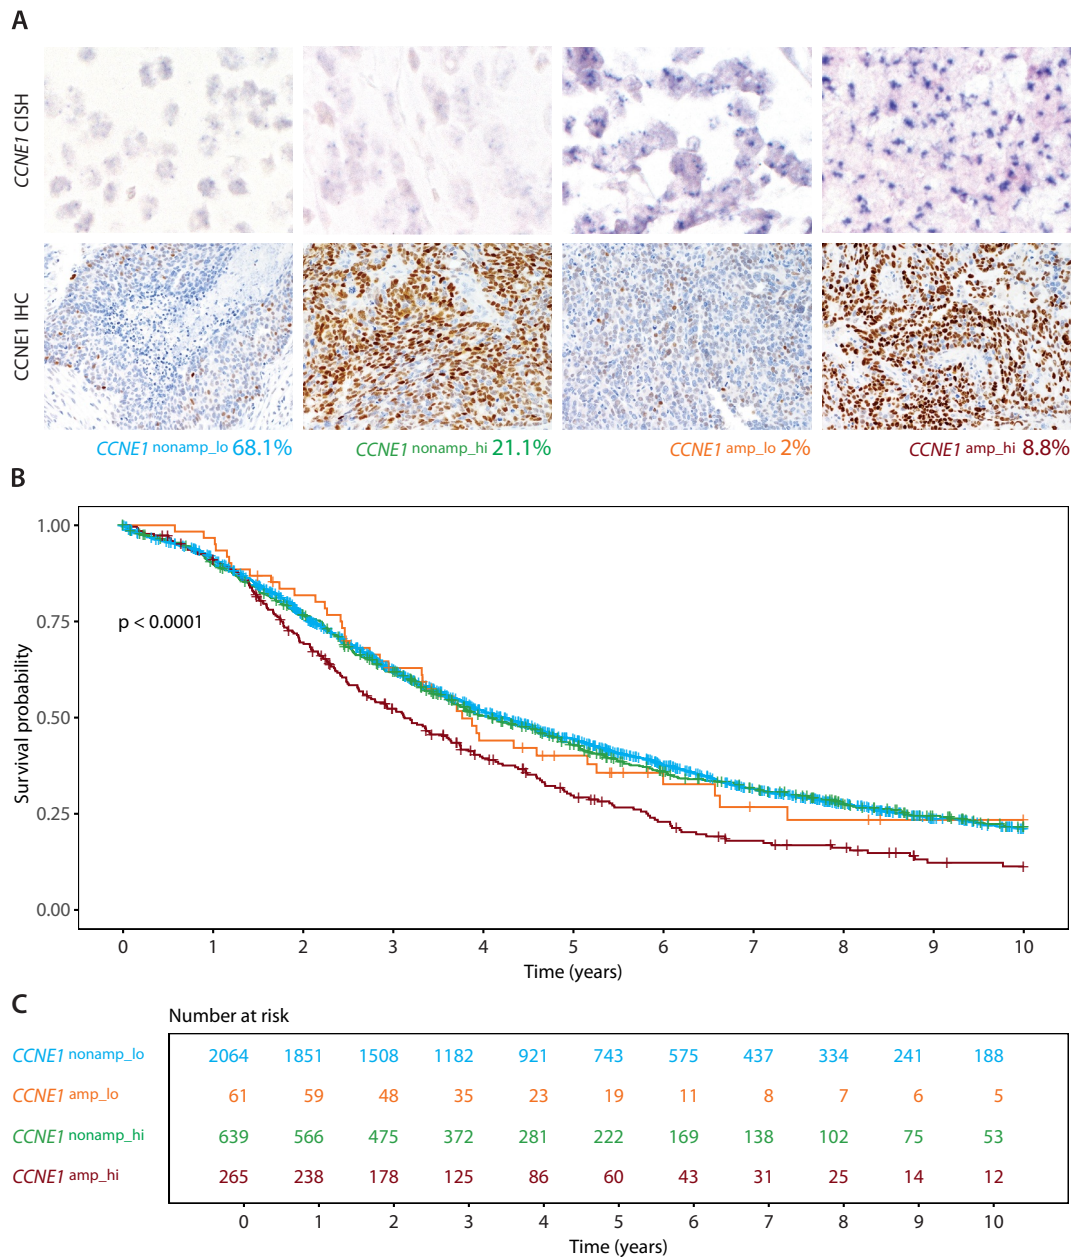 A
CCNE1 CISH
CCNE1 IHC
CCNE1 nonamp_lo 68.1%
CCNE1 nonamp_hi 21.1%
CCNE1 amp_lo 2%
CCNE1 amp_hi 8.8%
B
Survival probability
1.00
0.75
0.50
0.25
0.00
p < 0.0001
0 1 2 3 4 5 6 7 8 9 10
Time (years)
C
Number at risk
CCNE1 nonamp_lo 2064 1851 1508 1182 921 743 575 437 334 241 188
CCNE1 amp_lo 61 59 48 35 23 19 11 8 7 6 5
CCNE1 nonamp_hi 639 566 475 372 281 222 169 138 102 75 53
CCNE1 amp_hi 265 238 178 125 86 60 43 31 25 14 12
0 1 2 3 4 5 6 7 8 9 10
Time (years)